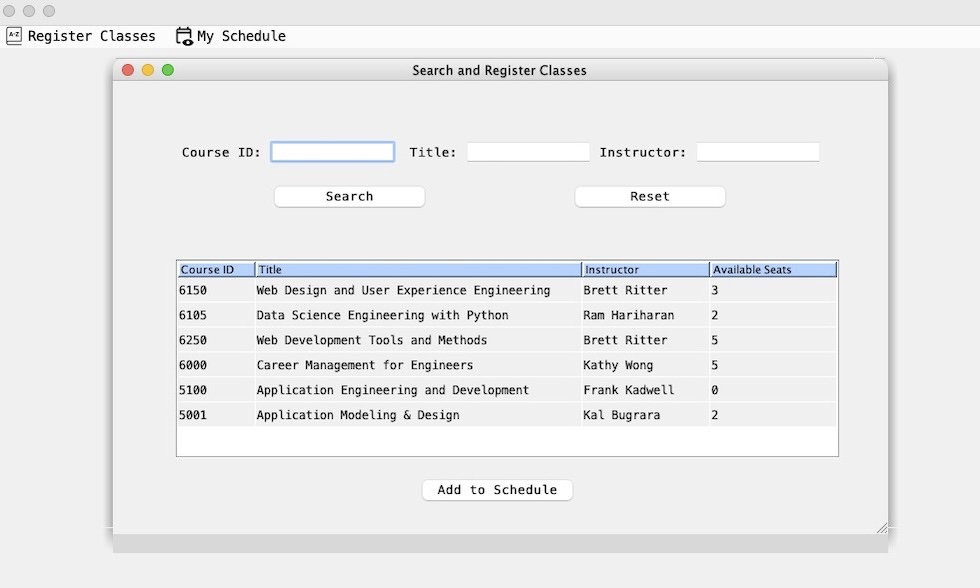 A-Z Register Classes My Schedule
Search and Register Classes
Course ID: Title: Instructor:
Search Reset
Course ID Title Instructor Available Seats
6150 Web Design and User Experience Engineering Brett Ritter 3
6105 Data Science Engineering with Python Ram Hariharan 2
6250 Web Development Tools and Methods Brett Ritter 5
6000 Career Management for Engineers Kathy Wong 5
5100 Application Engineering and Development Frank Kadwell 0
5001 Application Modeling & Design Kal Bugrara 2
Add to Schedule